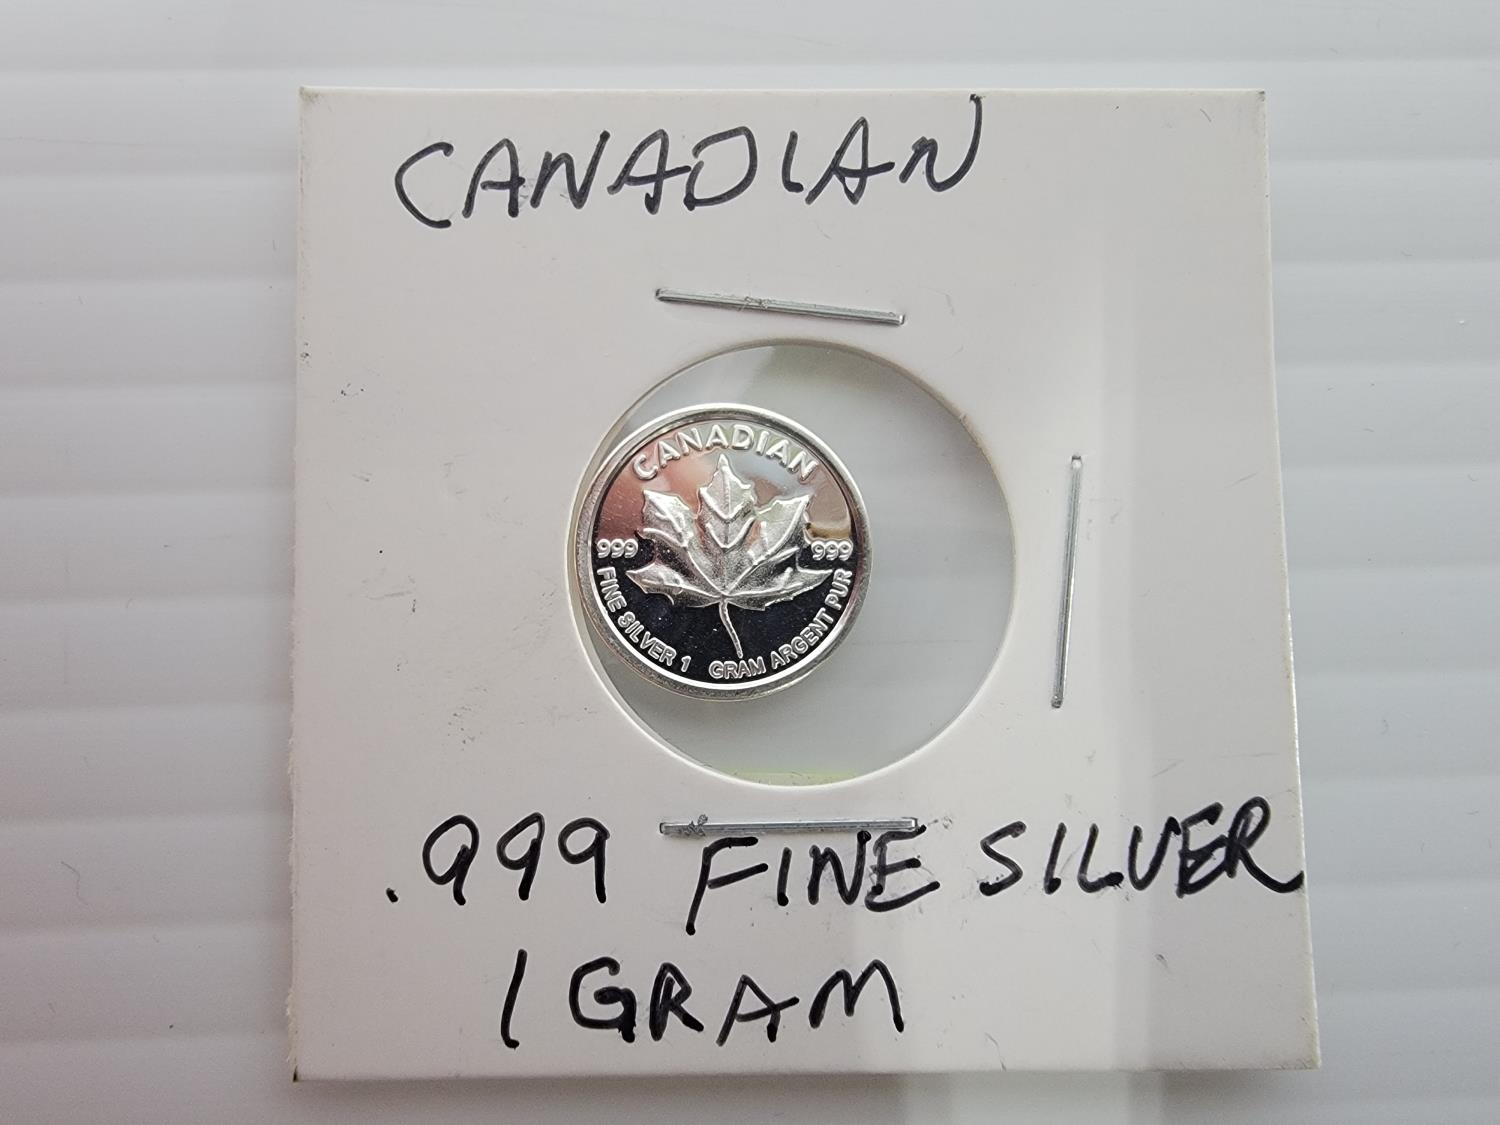 CANADIAN
CANADIAN
999 999
FINE SILVER 1 GRAM ARGENT PUR
.999 FINE SILVER
1 GRAM